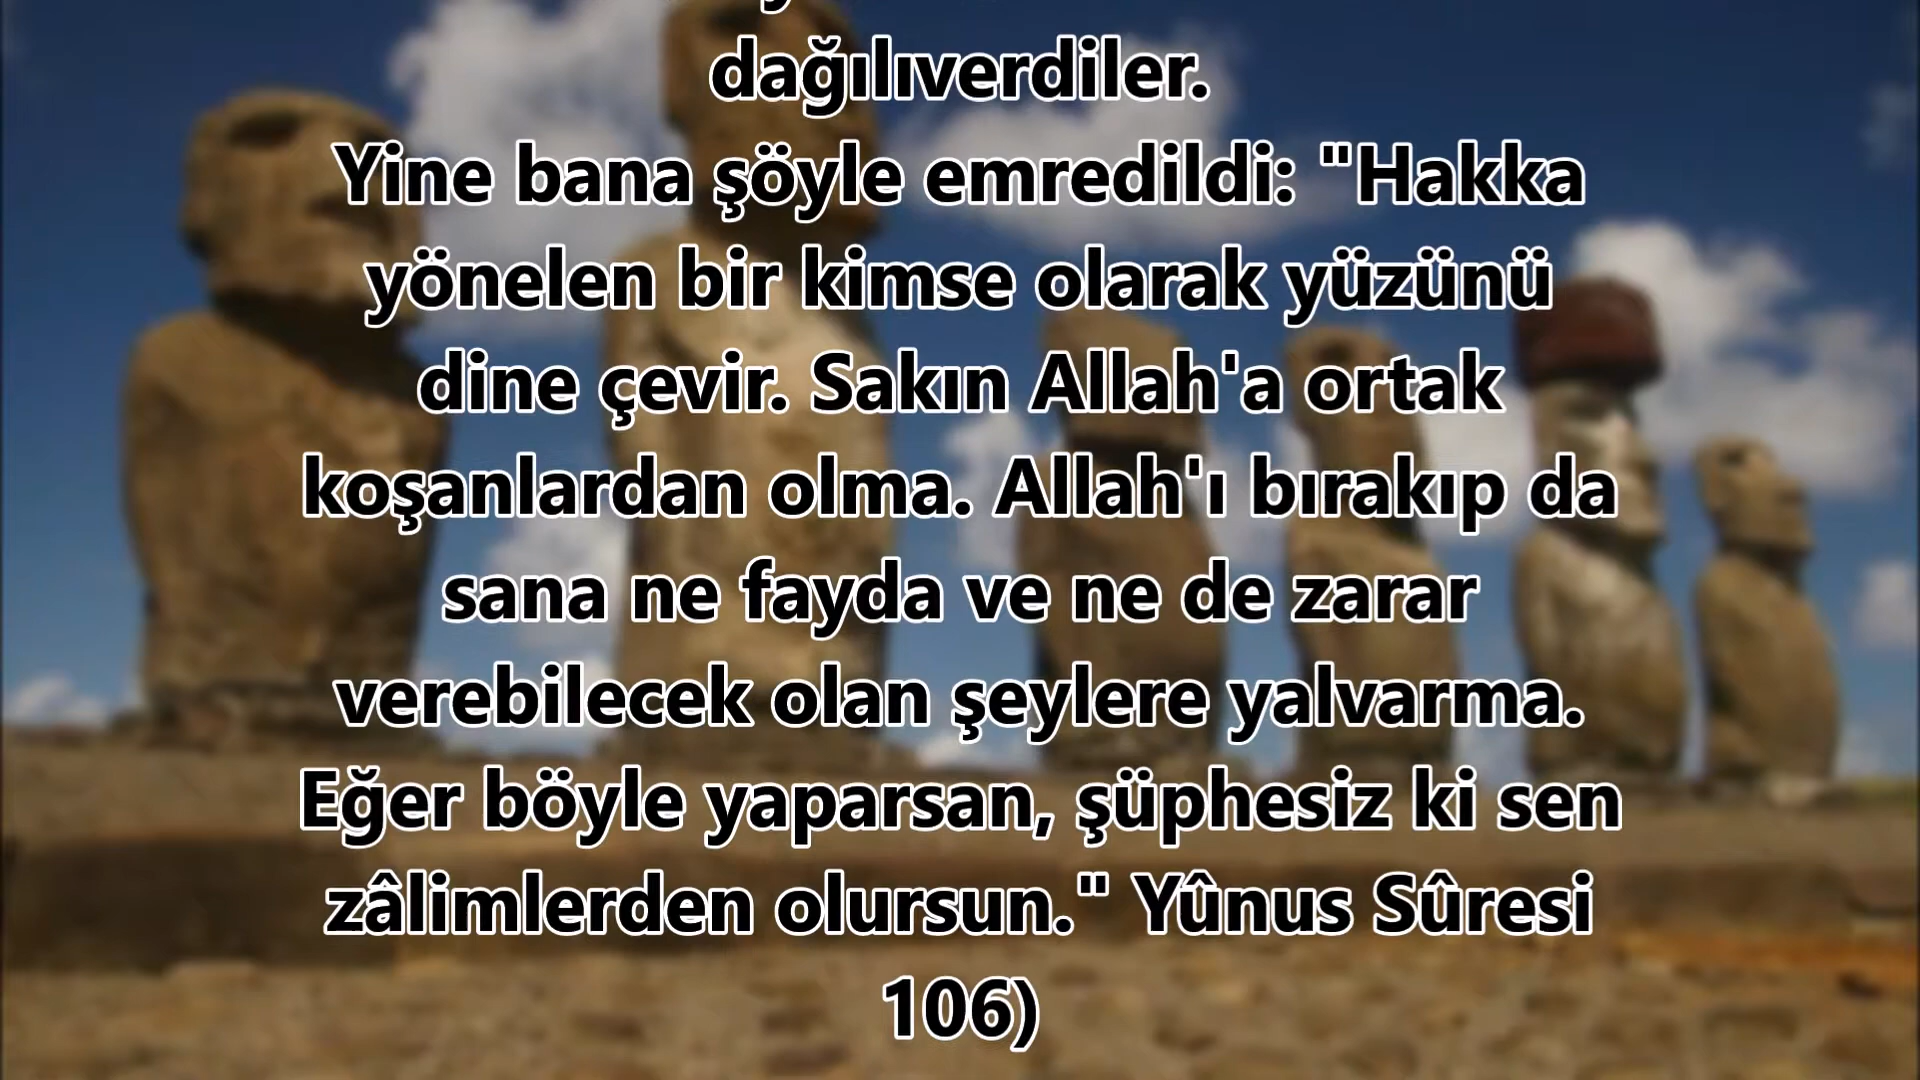 dağılıverdiler.
Yine bana şöyle emredildi: "Hakka
yönelen bir kimse olarak yüzünü
dine çevir. Sakın Allah'a ortak
koşanlardan olma. Allah'ı bırakıp da
sana ne fayda ve ne de zarar
verebilecek olan şeylere yalvarma.
Eğer böyle yaparsan, şüphesiz ki sen
zâlimlerden olursun." Yûnus Sûresi
106)